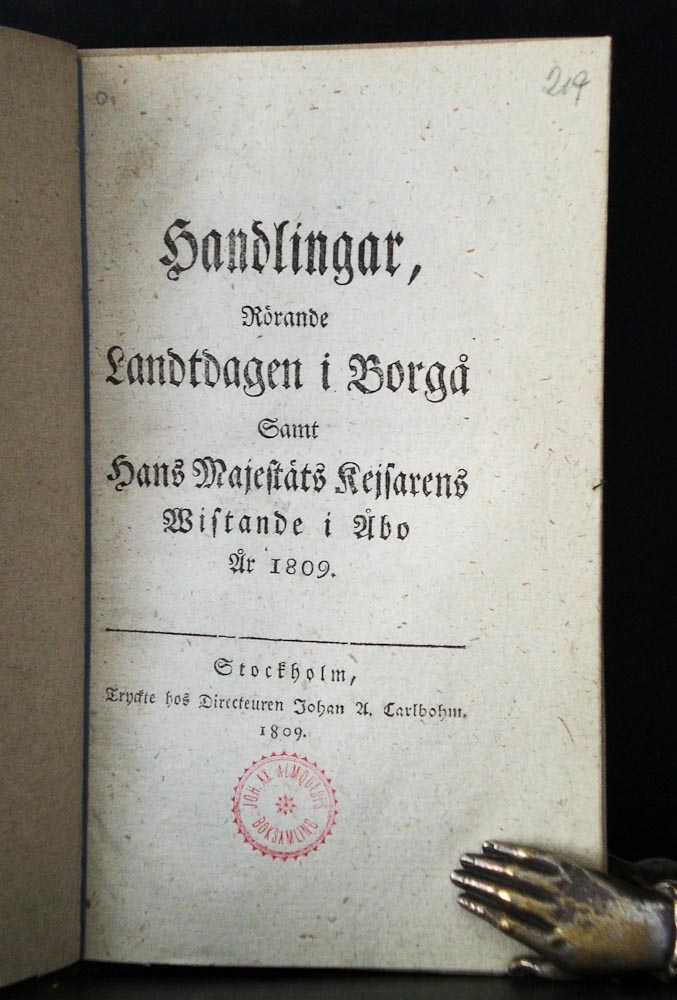 219
Handlingar,
Rörande
Landtdagen i Borgå
Samt
Hans Majestäts Kejsarens
Wistande i Åbo
År 1809.
Stockholm,
Tryckte hos Directeuren Johan A. Carlbohm.
1809.
JOH. AX. ALMQUISTS
BOKSAMLING